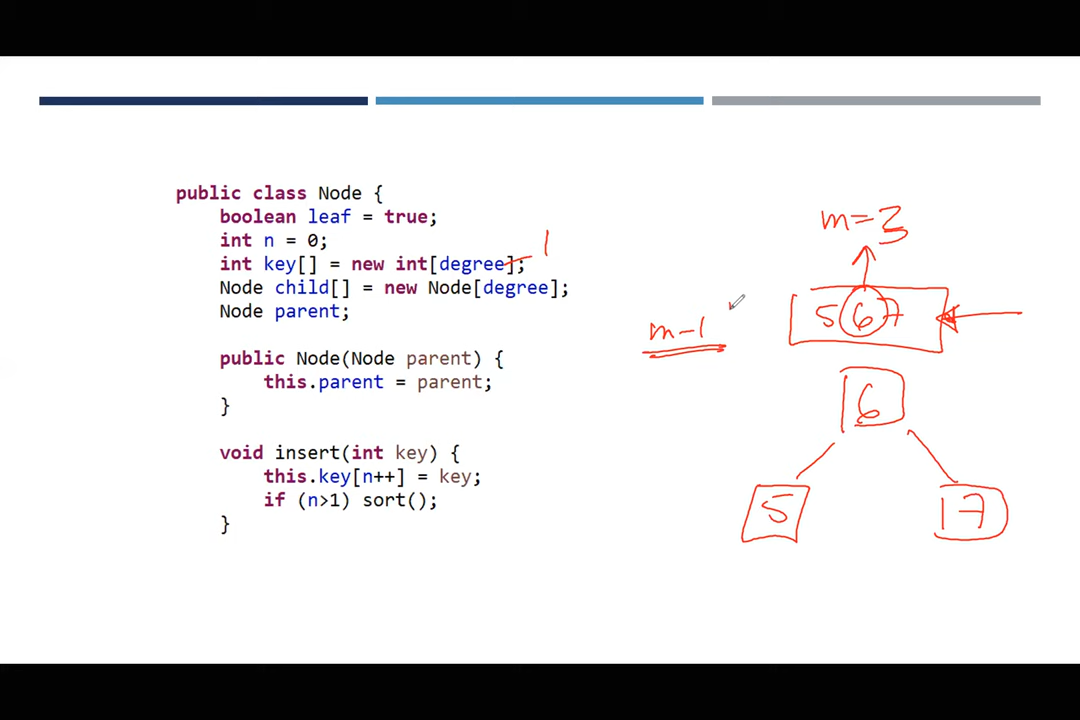 public class Node {
boolean leaf = true;
int n = 0;
int key[] = new int[degree];
Node child[] = new Node[degree];
Node parent;
public Node(Node parent) {
this.parent = parent;
}
void insert(int key) {
this.key[n++] = key;
if (n>1) sort();
}
- 1
m=3
5 6 7
m-1
6
5
7